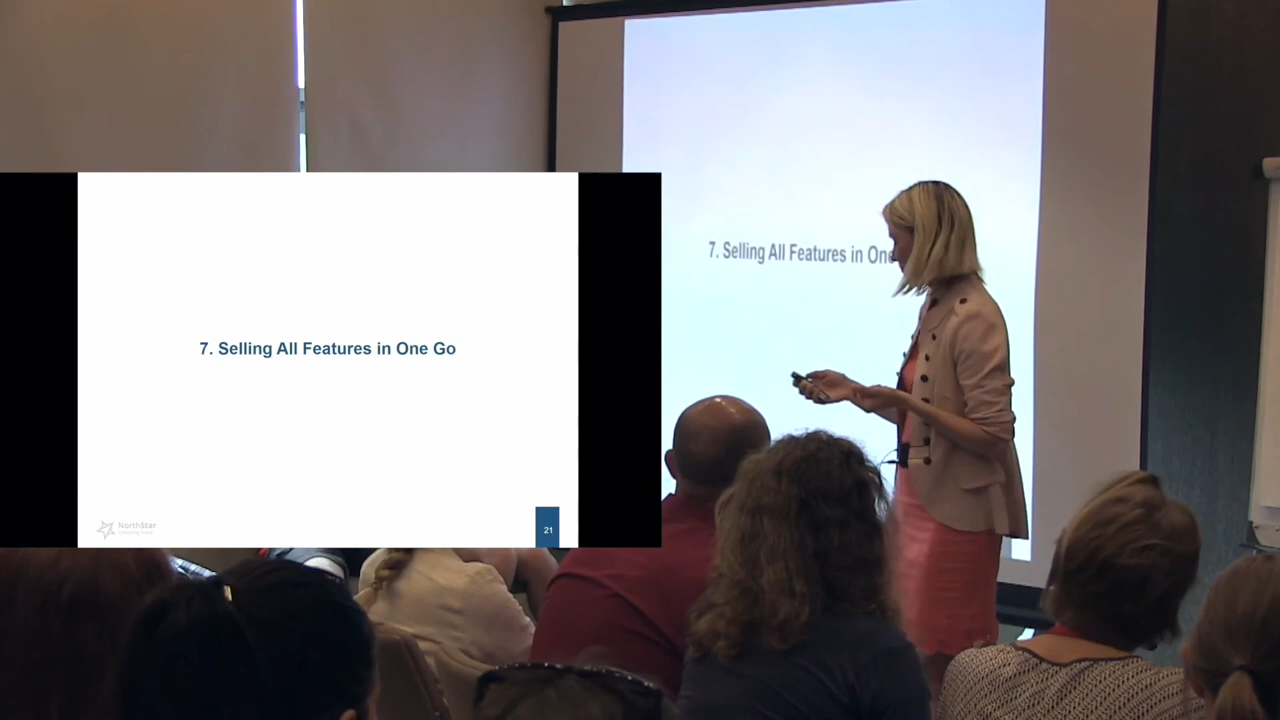 7. Selling All Features in One Go
NorthStar
21
7. Selling All Features in One